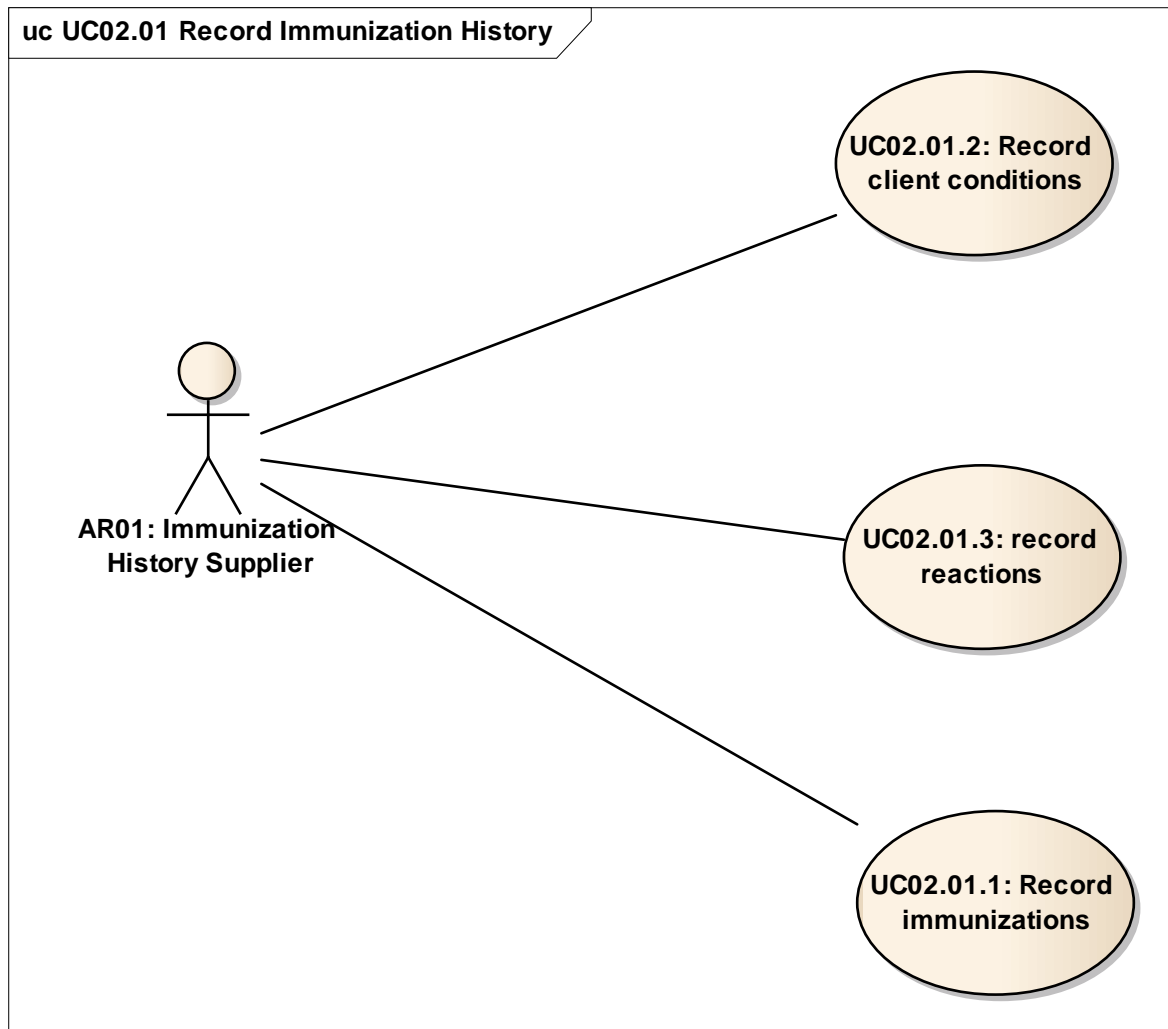 uc UC02.01 Record Immunization History
UC02.01.2: Record
client conditions
AR01: Immunization
History Supplier
UC02.01.3: record
reactions
UC02.01.1: Record
immunizations